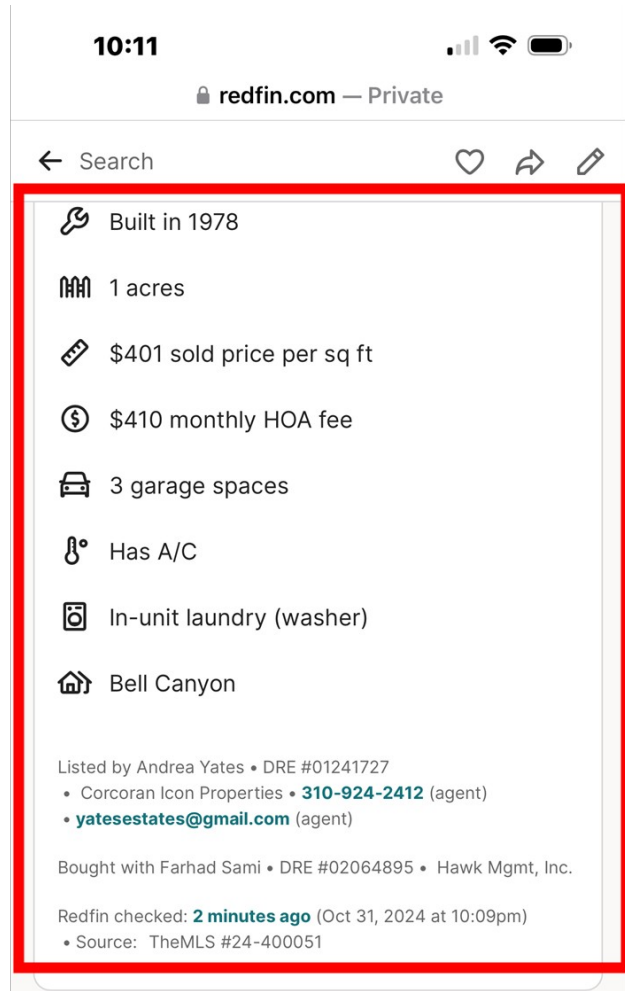 10:11
redfin.com — Private
Search
Built in 1978
1 acres
$401 sold price per sq ft
$410 monthly HOA fee
3 garage spaces
Has A/C
In-unit laundry (washer)
Bell Canyon
Listed by Andrea Yates • DRE #01241727
• Corcoran Icon Properties • 310-924-2412 (agent)
• yatesestates@gmail.com (agent)
Bought with Farhad Sami • DRE #02064895 • Hawk Mgmt, Inc.
Redfin checked: 2 minutes ago (Oct 31, 2024 at 10:09pm)
• Source: TheMLS #24-400051